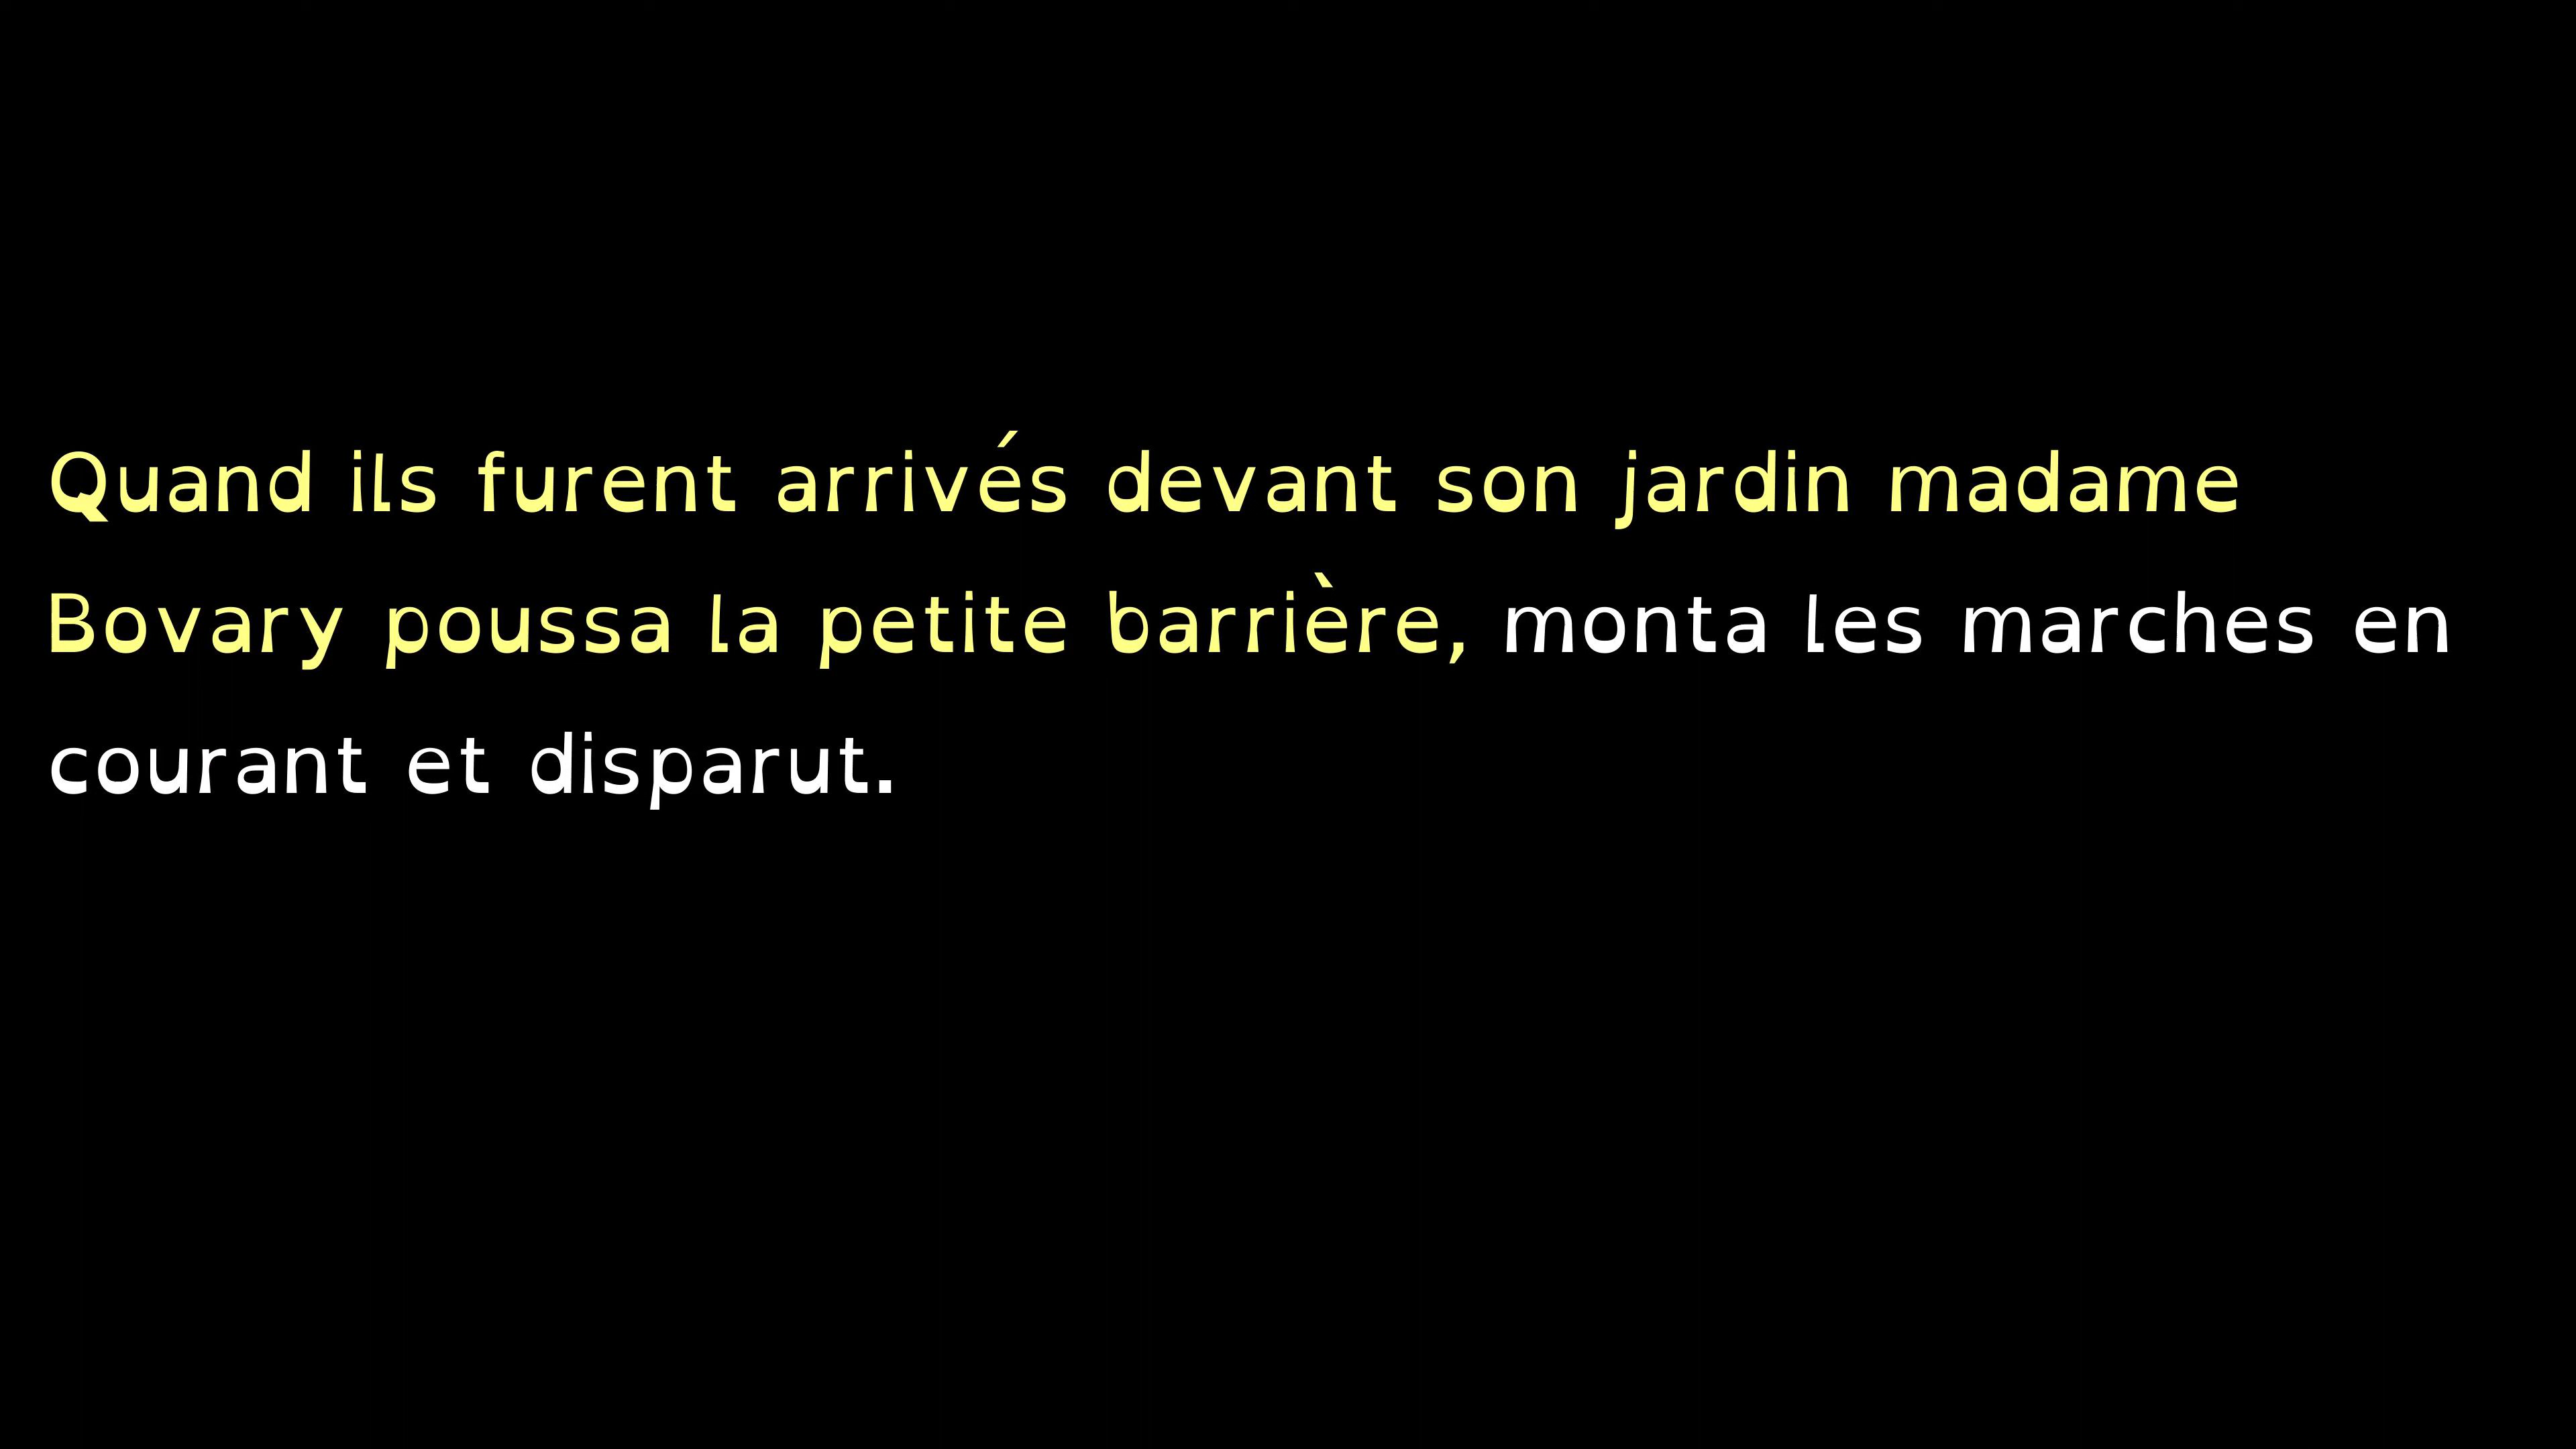 Quand ils furent arrivés devant son jardin madame
Bovary poussa la petite barrière, monta les marches en
courant et disparut.